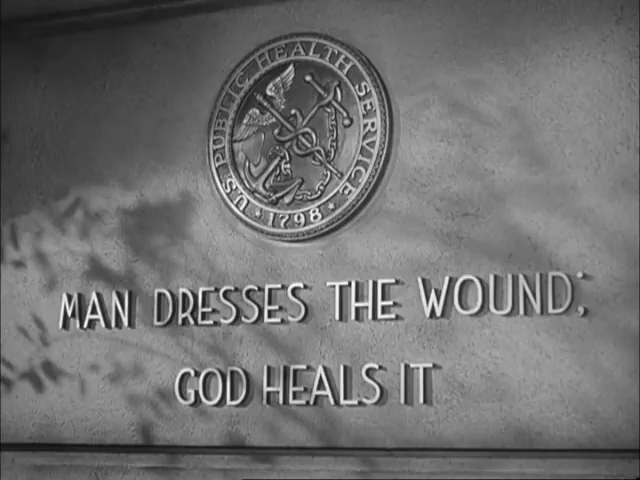 U.S. PUBLIC HEALTH SERVICE
★ 1798 ★
MAN DRESSES THE WOUND;
GOD HEALS IT